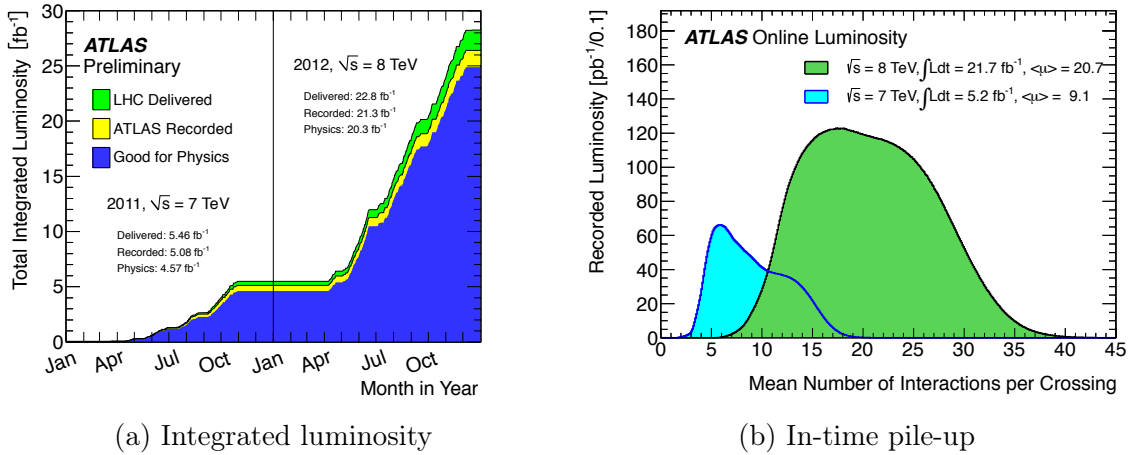 Total Integrated Luminosity [fb⁻¹]
30
25
20
15
10
5
0
ATLAS
Preliminary
LHC Delivered
ATLAS Recorded
Good for Physics
2012, √s = 8 TeV
Delivered: 22.8 fb⁻¹
Recorded: 21.3 fb⁻¹
Physics: 20.3 fb⁻¹
2011, √s = 7 TeV
Delivered: 5.46 fb⁻¹
Recorded: 5.08 fb⁻¹
Physics: 4.57 fb⁻¹
Jan Apr Jul Oct Jan Apr Jul Oct
Month in Year
(a) Integrated luminosity
Recorded Luminosity [pb⁻¹/0.1]
180
160
140
120
100
80
60
40
20
0
ATLAS Online Luminosity
√s = 8 TeV, ∫Ldt = 21.7 fb⁻¹, <μ> = 20.7
√s = 7 TeV, ∫Ldt = 5.2 fb⁻¹, <μ> = 9.1
0 5 10 15 20 25 30 35 40 45
Mean Number of Interactions per Crossing
(b) In-time pile-up